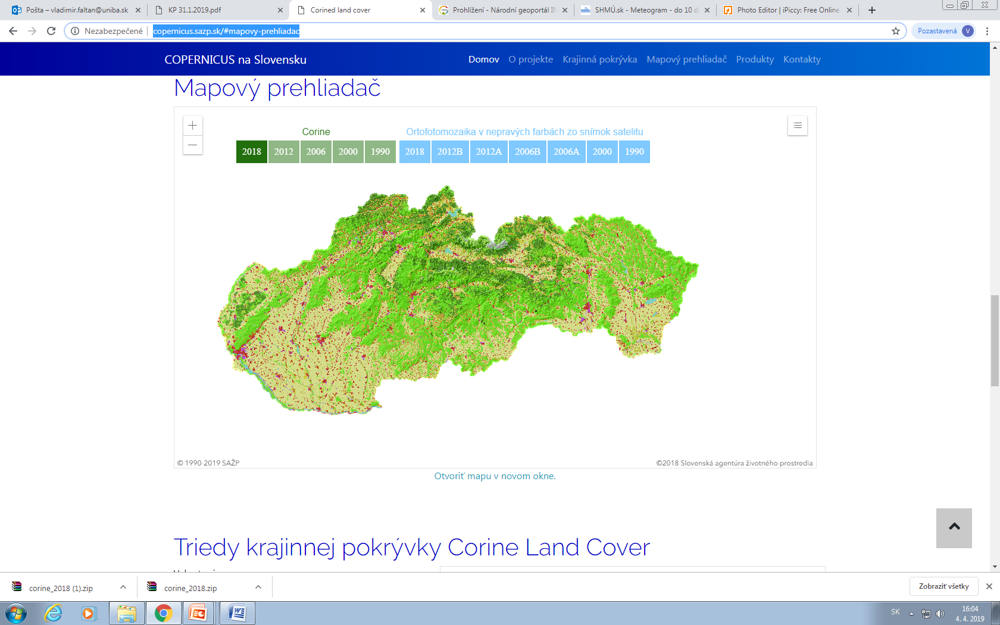 Pošta – vladimir.faltan@uniba.sk
KP 31.1.2019.pdf
Corined land cover
Prohlížení - Národní geoportál IN
SHMÚ.sk - Meteogram - do 10 d
Photo Editor | iPiccy: Free Online
Nezabezpečené
copernicus.sazp.sk/#mapovy-prehliadac
Pozastavená
V
COPERNICUS na Slovensku
Domov
O projekte
Krajinná pokrývka
Mapový prehliadač
Produkty
Kontakty
Mapový prehliadač
Corine
Ortofotomozaika v nepravých farbách zo snímok satelitu
2018 2012 2006 2000 1990 2018 2012B 2012A 2006B 2006A 2000 1990
© 1990-2019 SAŽP
©2018 Slovenská agentúra životného prostredia
Otvoriť mapu v novom okne.
Triedy krajinnej pokrývky Corine Land Cover
corine_2018 (1).zip
corine_2018.zip
Zobraziť všetky
SK
16:04
4. 4. 2019